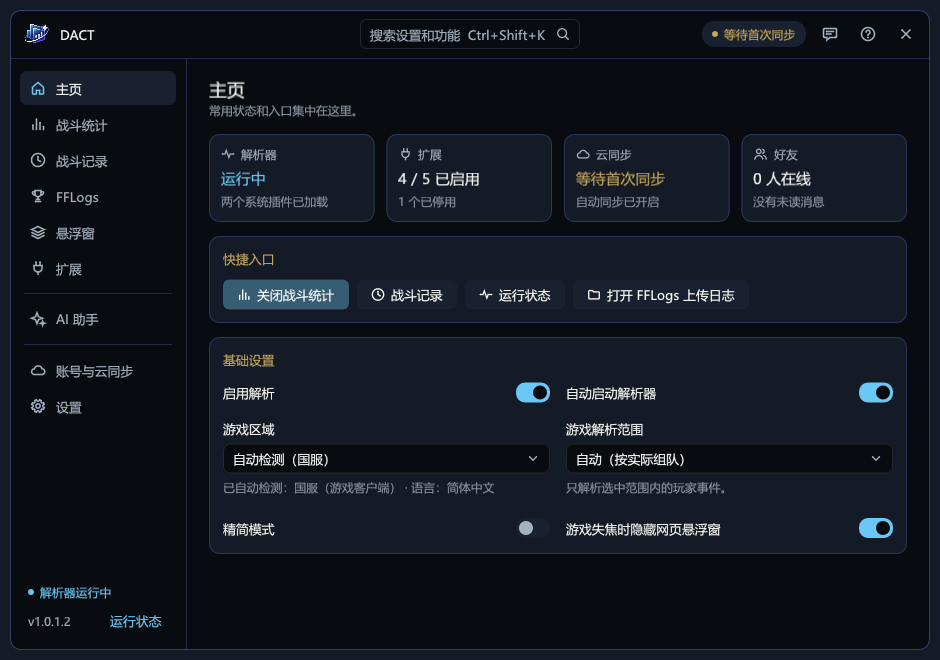 DACT
搜索设置和功能 Ctrl+Shift+K
等待首次同步
主页
战斗统计
战斗记录
FFLogs
悬浮窗
扩展
AI 助手
账号与云同步
设置
解析器运行中
v1.0.1.2 运行状态
主页
常用状态和入口集中在这里。
解析器
运行中
两个系统插件已加载
扩展
4 / 5 已启用
1 个已停用
云同步
等待首次同步
自动同步已开启
好友
0 人在线
没有未读消息
快捷入口
关闭战斗统计 战斗记录 运行状态 打开 FFLogs 上传日志
基础设置
启用解析 自动启动解析器
游戏区域 游戏解析范围
自动检测（国服） 自动（按实际组队）
已自动检测：国服（游戏客户端） · 语言：简体中文 只解析选中范围内的玩家事件。
精简模式 游戏失焦时隐藏网页悬浮窗